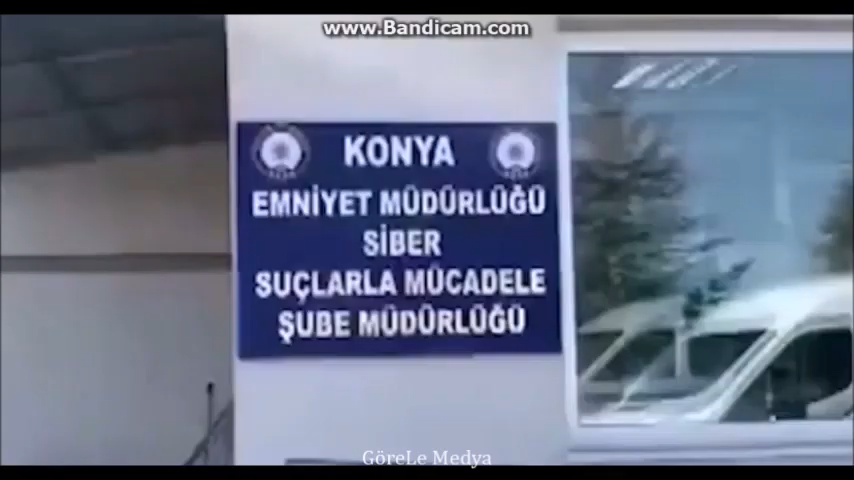 www.Bandicam.com
KONYA
EMNİYET MÜDÜRLÜĞÜ
SİBER
SUÇLARLA MÜCADELE
ŞUBE MÜDÜRLÜĞÜ
GöreLe Medya